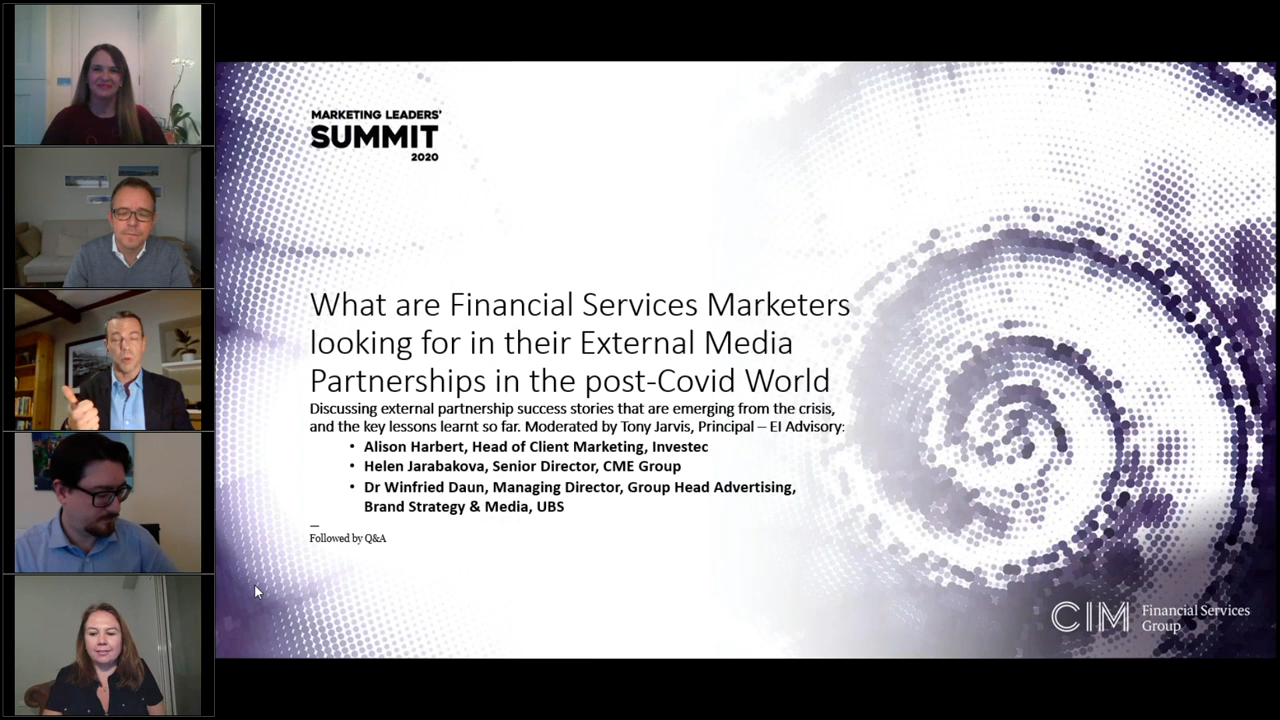 MARKETING LEADERS'
SUMMIT
2020
What are Financial Services Marketers
looking for in their External Media
Partnerships in the post-Covid World
Discussing external partnership success stories that are emerging from the crisis,
and the key lessons learnt so far. Moderated by Tony Jarvis, Principal – EI Advisory:
• Alison Harbert, Head of Client Marketing, Investec
• Helen Jarabakova, Senior Director, CME Group
• Dr Winfried Daun, Managing Director, Group Head Advertising,
Brand Strategy & Media, UBS
—
Followed by Q&A
CIM Financial Services
Group